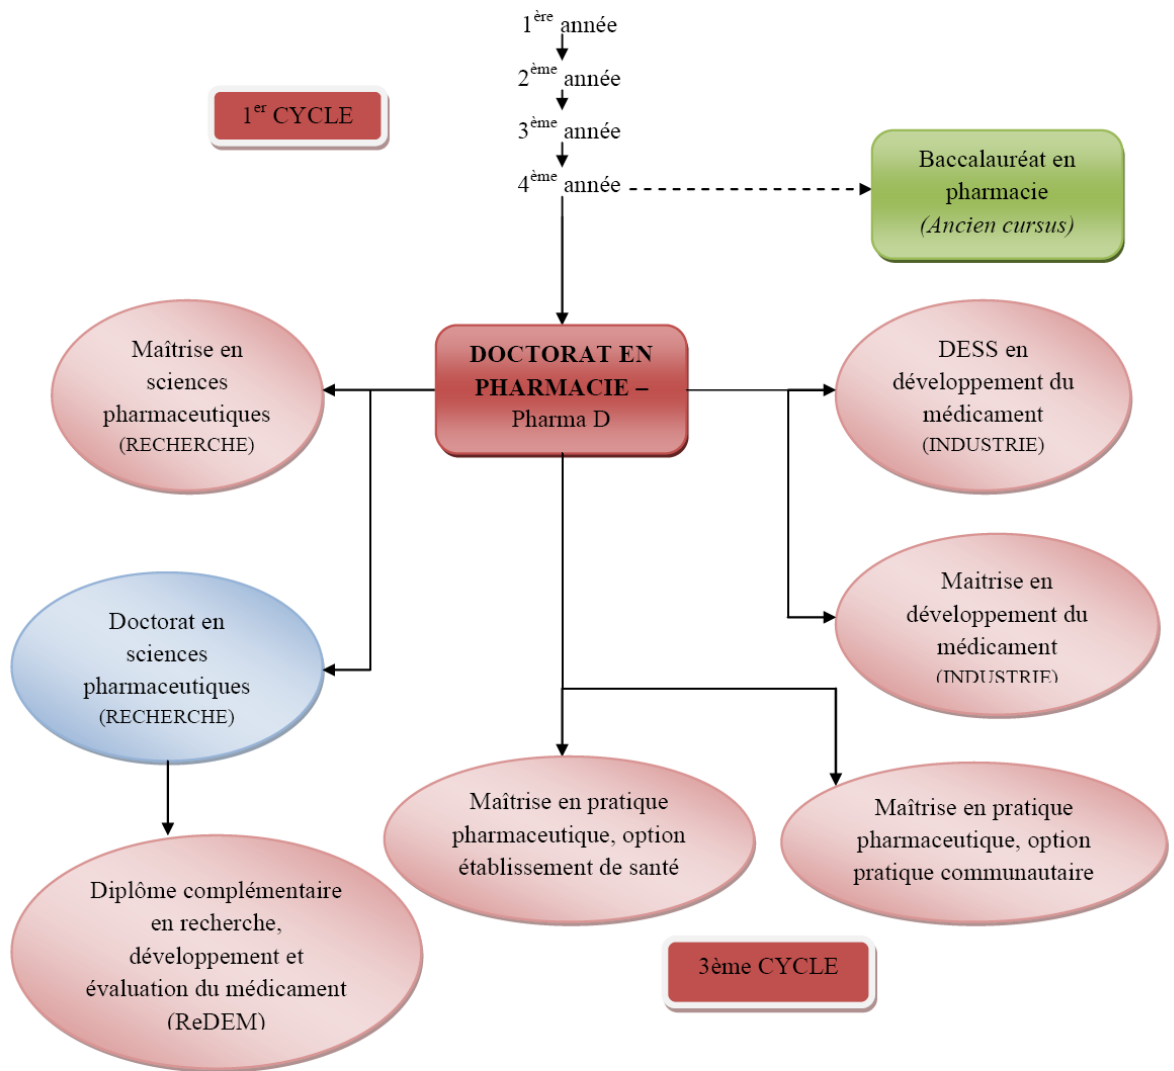 1ère année
2ème année
1er CYCLE
3ème année
4ème année
Baccalauréat en
pharmacie
(Ancien cursus)
Maîtrise en
sciences
pharmaceutiques
(RECHERCHE)
DOCTORAT EN
PHARMACIE –
Pharma D
DESS en
développement du
médicament
(INDUSTRIE)
Doctorat en
sciences
pharmaceutiques
(RECHERCHE)
Maitrise en
développement du
médicament
(INDUSTRIE)
Maîtrise en pratique
pharmaceutique, option
établissement de santé
Maîtrise en pratique
pharmaceutique, option
pratique communautaire
Diplôme complémentaire
en recherche,
développement et
évaluation du médicament
(ReDEM)
3ème CYCLE